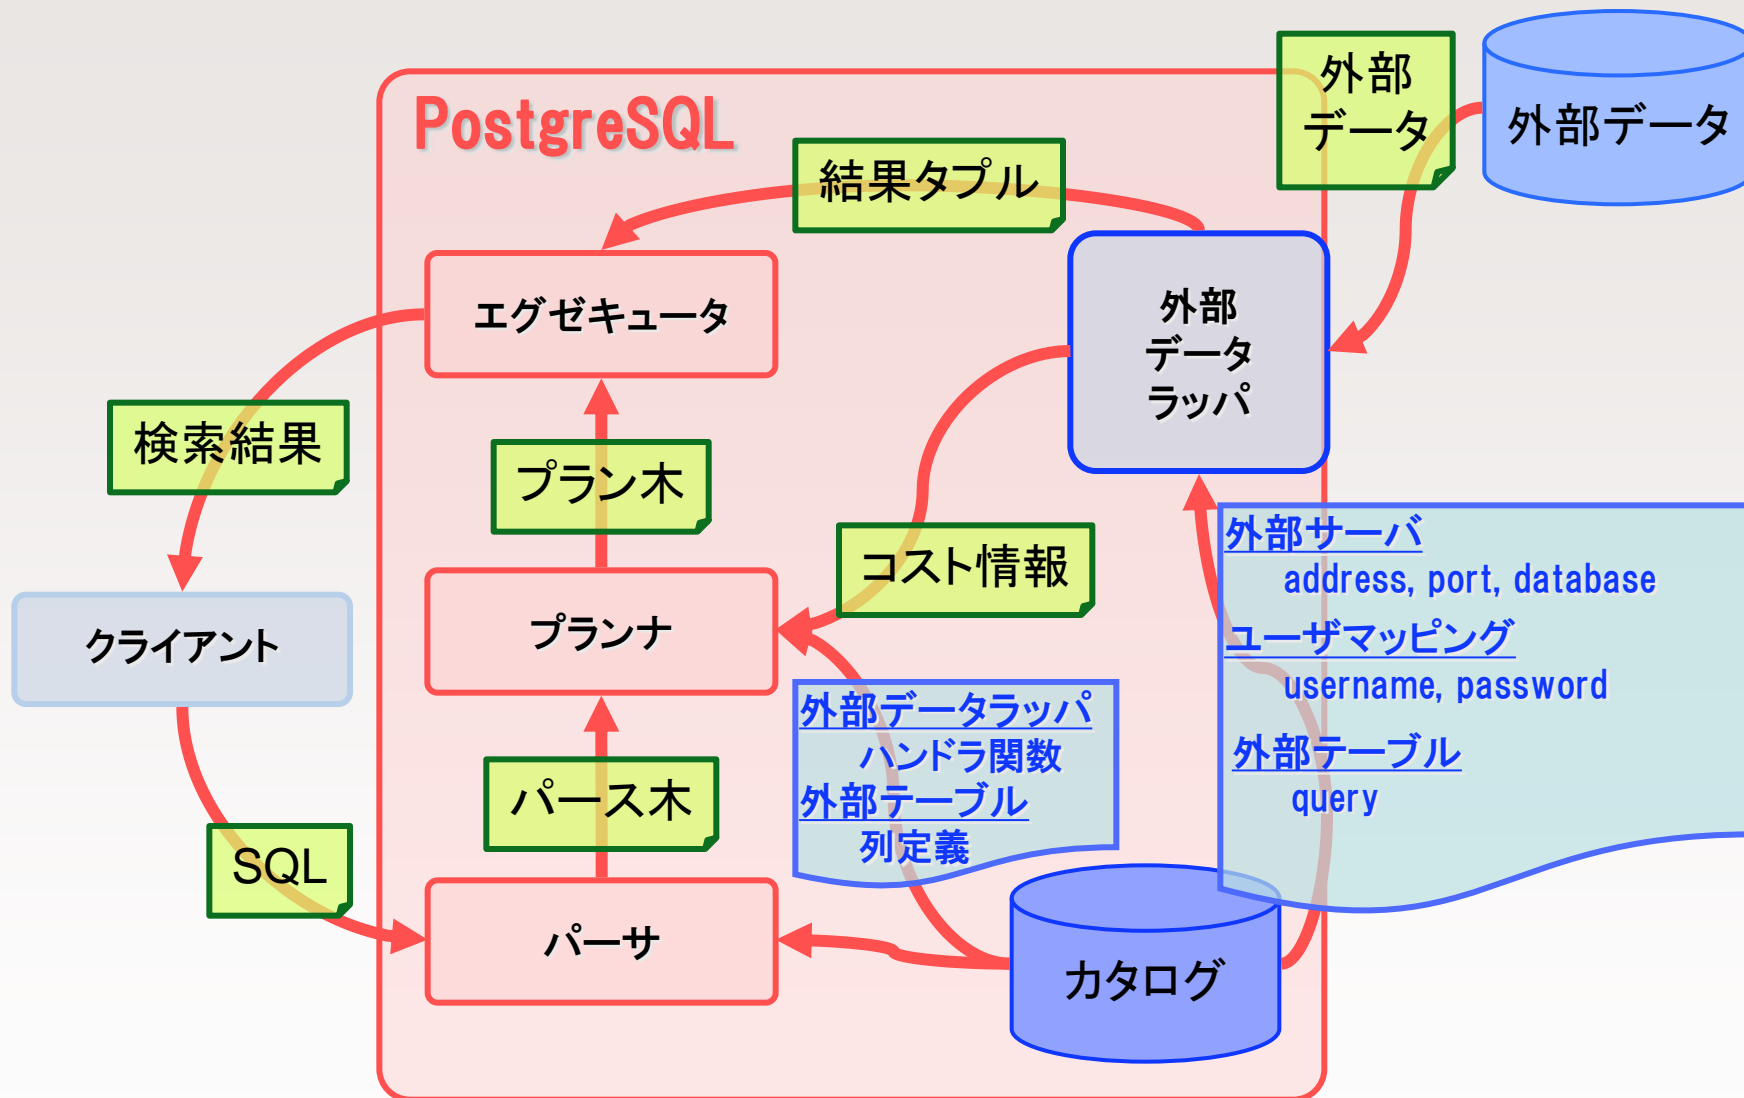 PostgreSQL
外部
データ
外部データ
結果タプル
エグゼキュータ
外部
データ
ラッパ
検索結果
プラン木
コスト情報
外部サーバ
address, port, database
ユーザマッピング
username, password
外部テーブル
query
クライアント
プランナ
外部データラッパ
ハンドラ関数
外部テーブル
列定義
パース木
SQL
パーサ
カタログ